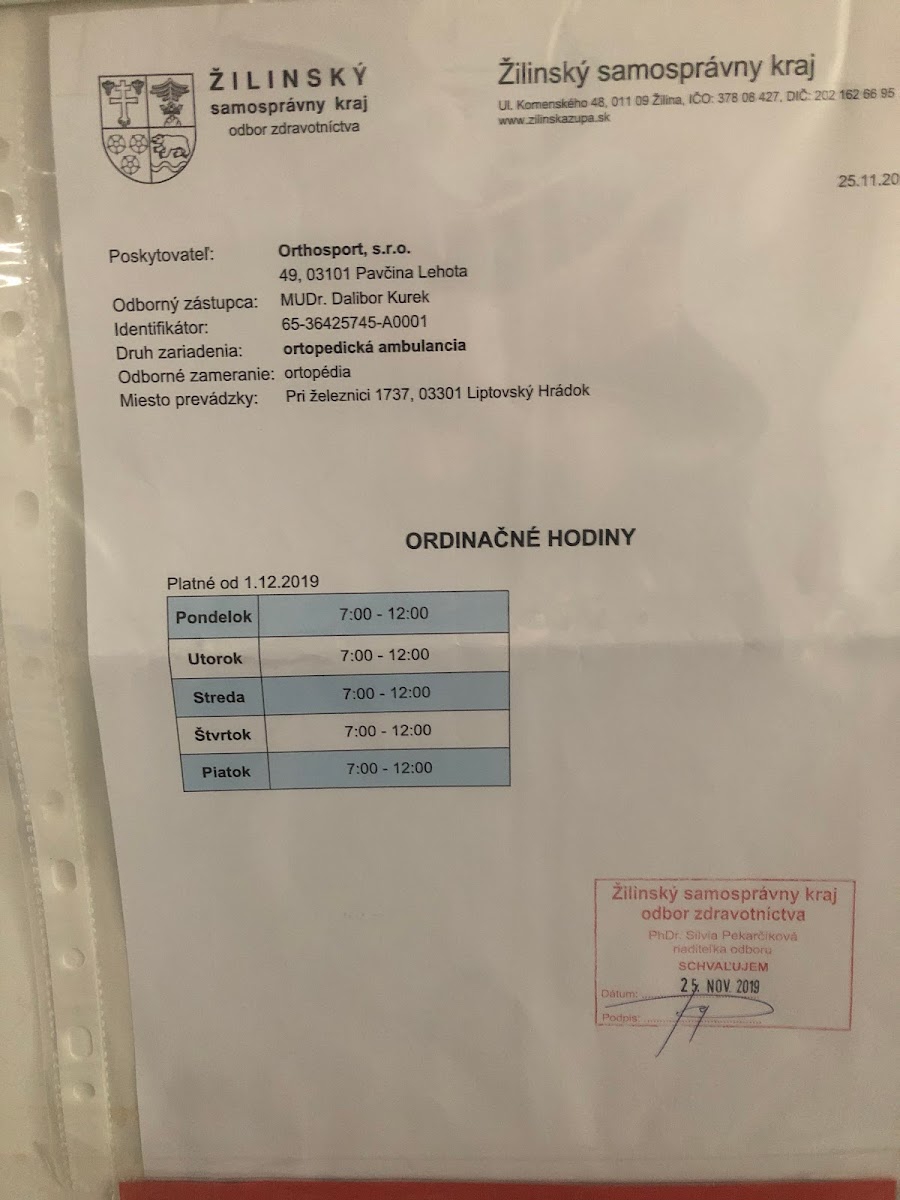 ŽILINSKÝ
samosprávny kraj
odbor zdravotníctva
Žilinský samosprávny kraj
Ul. Komenského 48, 011 09 Žilina, IČO: 378 08 427, DIČ: 202 162 66 95
www.zilinskazupa.sk
25.11.20
Poskytovateľ: Orthosport, s.r.o.
49, 03101 Pavčina Lehota
Odborný zástupca: MUDr. Dalibor Kurek
Identifikátor: 65-36425745-A0001
Druh zariadenia: ortopedická ambulancia
Odborné zameranie: ortopédia
Miesto prevádzky: Pri železnici 1737, 03301 Liptovský Hrádok
ORDINAČNÉ HODINY
Platné od 1.12.2019
Pondelok 7:00 - 12:00
Utorok 7:00 - 12:00
Streda 7:00 - 12:00
Štvrtok 7:00 - 12:00
Piatok 7:00 - 12:00
Žilinský samosprávny kraj
odbor zdravotníctva
PhDr. Silvia Pekarčíková
riaditeľka odboru
SCHVAĽUJEM
Dátum: 25. NOV. 2019
Podpis: